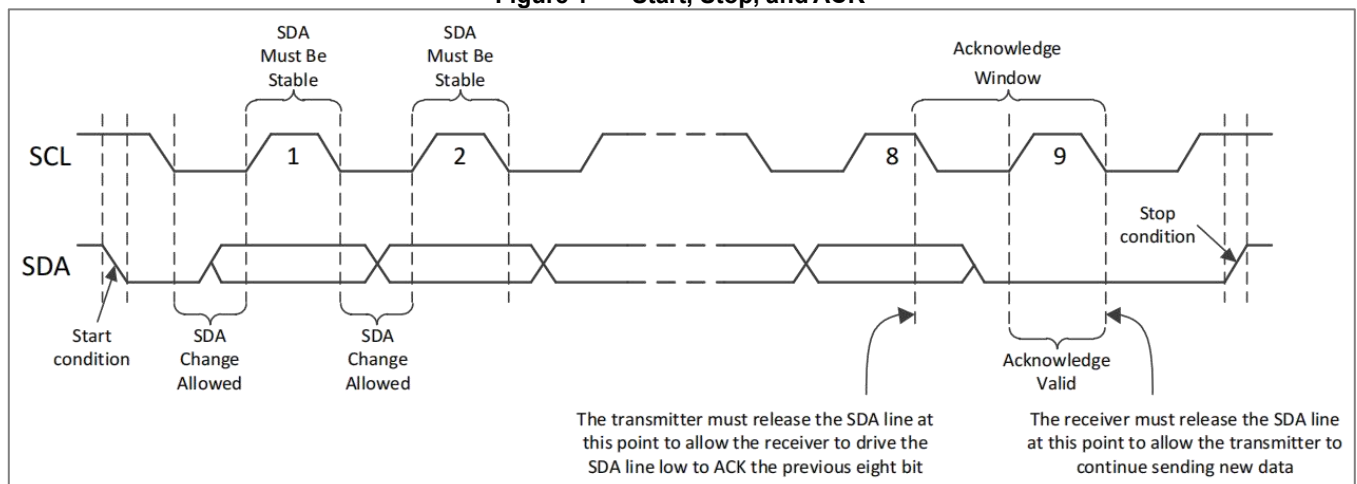 Figure 1 Start, Stop, and ACK
SDA
Must Be
Stable
SDA
Must Be
Stable
Acknowledge
Window
SCL
1
2
8
9
Stop
condition
SDA
Start
condition
SDA
Change
Allowed
SDA
Change
Allowed
Acknowledge
Valid
The transmitter must release the SDA line at
this point to allow the receiver to drive the
SDA line low to ACK the previous eight bit
The receiver must release the SDA line
at this point to allow the transmitter to
continue sending new data